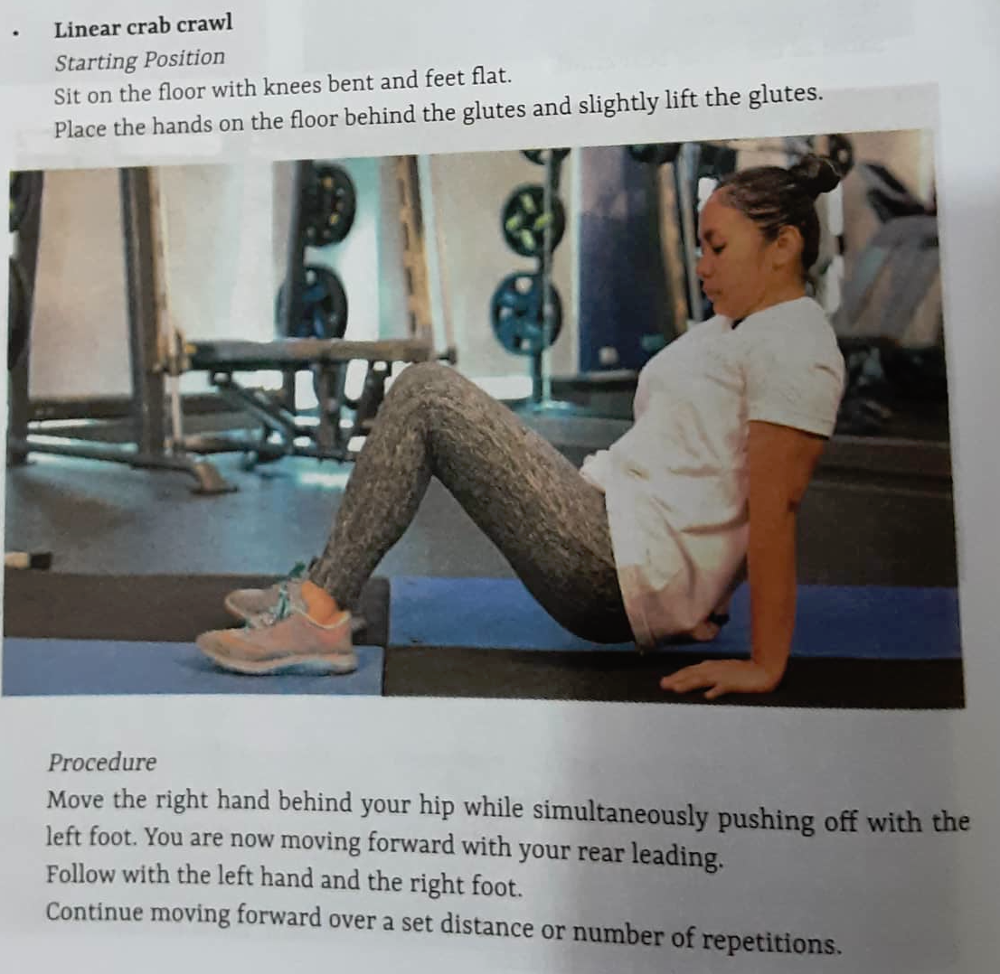 • Linear crab crawl
Starting Position
Sit on the floor with knees bent and feet flat.
Place the hands on the floor behind the glutes and slightly lift the glutes.
Procedure
Move the right hand behind your hip while simultaneously pushing off with the
left foot. You are now moving forward with your rear leading.
Follow with the left hand and the right foot.
Continue moving forward over a set distance or number of repetitions.